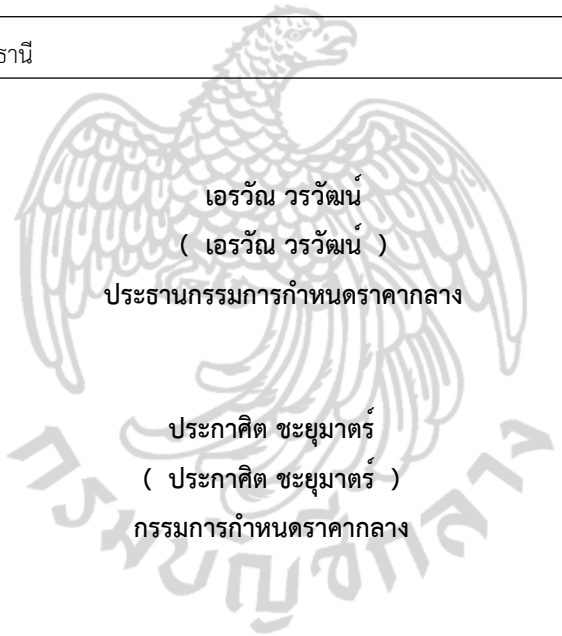 ธานี
เอรวัณ วรวัฒน์
( เอรวัณ วรวัฒน์ )
ประธานกรรมการกำหนดราคากลาง
ประกาศิต ชะยุมาตร์
( ประกาศิต ชะยุมาตร์ )
กรรมการกำหนดราคากลาง
กรมบัญชีกลาง